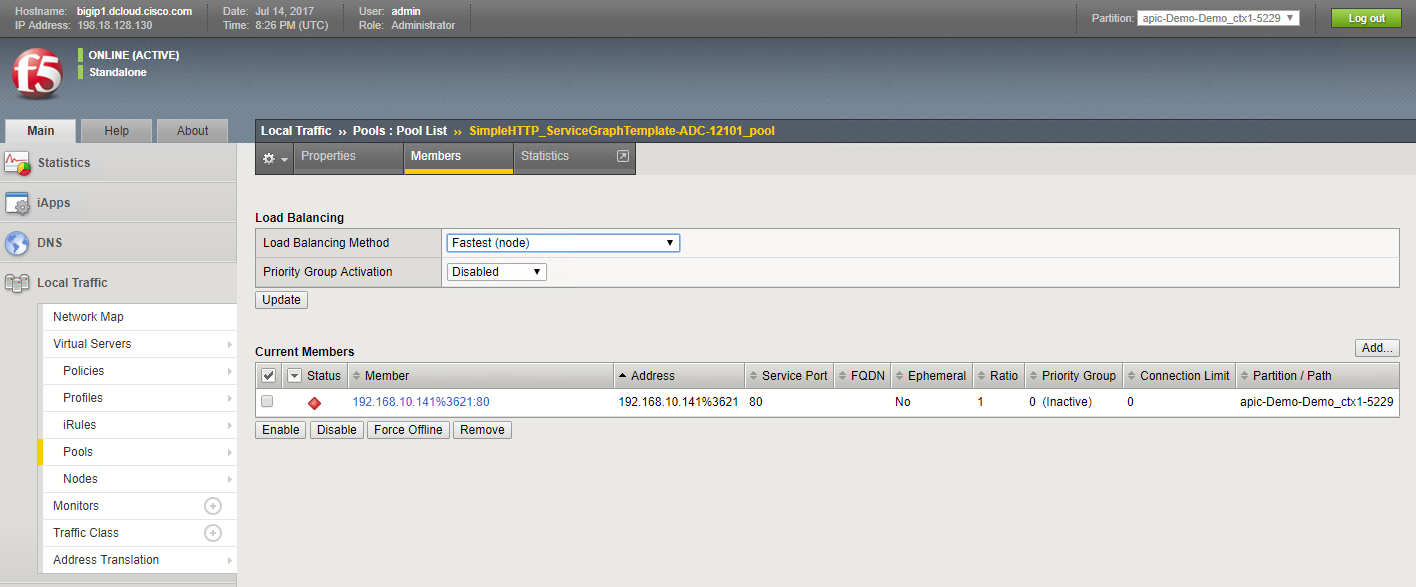 Hostname: bigip1.dcloud.cisco.com Date: Jul 14, 2017 User: admin
IP Address: 198.18.128.130 Time: 8:26 PM (UTC) Role: Administrator
Partition: apic-Demo-Demo_ctx1-5229 Log out
f5
ONLINE (ACTIVE)
Standalone
Main Help About
Local Traffic ›› Pools : Pool List ›› SimpleHTTP_ServiceGraphTemplate-ADC-12101_pool
Properties Members Statistics
Statistics
iApps
DNS
Local Traffic
Network Map
Virtual Servers
Policies
Profiles
iRules
Pools
Nodes
Monitors
Traffic Class
Address Translation
Load Balancing
Load Balancing Method Fastest (node)
Priority Group Activation Disabled
Update
Current Members Add...
Status Member Address Service Port FQDN Ephemeral Ratio Priority Group Connection Limit Partition / Path
192.168.10.141%3621:80 192.168.10.141%3621 80 No 1 0 (Inactive) 0 apic-Demo-Demo_ctx1-5229
Enable Disable Force Offline Remove